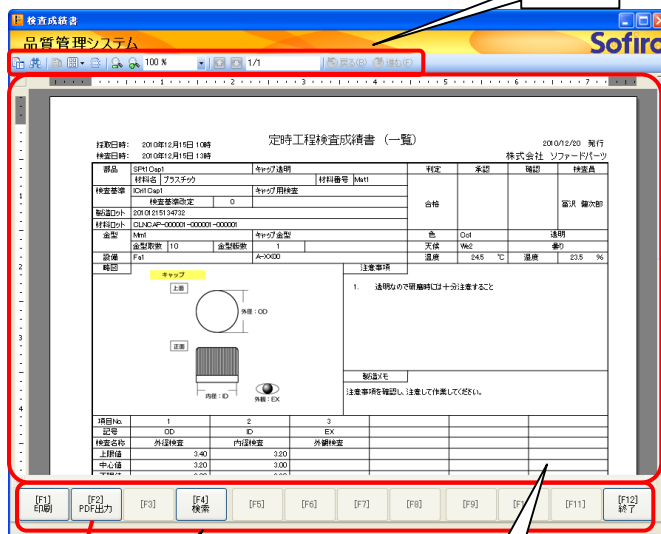 検査成績書
品質管理システム
Sofiro
100 %
1/1
戻る(B)
進む(F)
1 2 3 4 5 6 7
定時工程検査成績書 (一覧)
採取日時: 2010年12月15日 10時
2010/12/20 発行
検査日時: 2010年12月15日 13時
株式会社 ソファードパーツ
部品 SPt1Cap1 キャップ透明 判定 承認 確認 検査員
材料名 プラスチック 材料番号 Mat1
検査基準 ICH1Cap1 キャップ用検査 合格 冨沢 健次郎
検査基準改定 0
製造ロット 20101215134732
材料ロット CLNCAP-000001-000001-000001
金型 Mm1 キャップ金型 色 Col 透明
金型取数 10 金型版数 1 天候 We2 曇り
設備 Fa1 A-XX00 温度 24.5 ℃ 湿度 23.5 %
略図 注意事項
キャップ
1. 透明なので研磨時には十分注意すること
上面
外径:OD
正面
内径:ID
外観:EX
製造メモ
注意事項を確認し、注意して作業してください。
項目No. 1 2 3
記号 OD ID EX
検査名称 外径検査 内径検査 外観検査
上限値 3.40 3.20
中心値 3.20 3.00
[F1] 印刷
[F2] PDF出力
[F3]
[F4] 検索
[F5]
[F6]
[F7]
[F8]
[F9]
[F11]
[F12] 終了